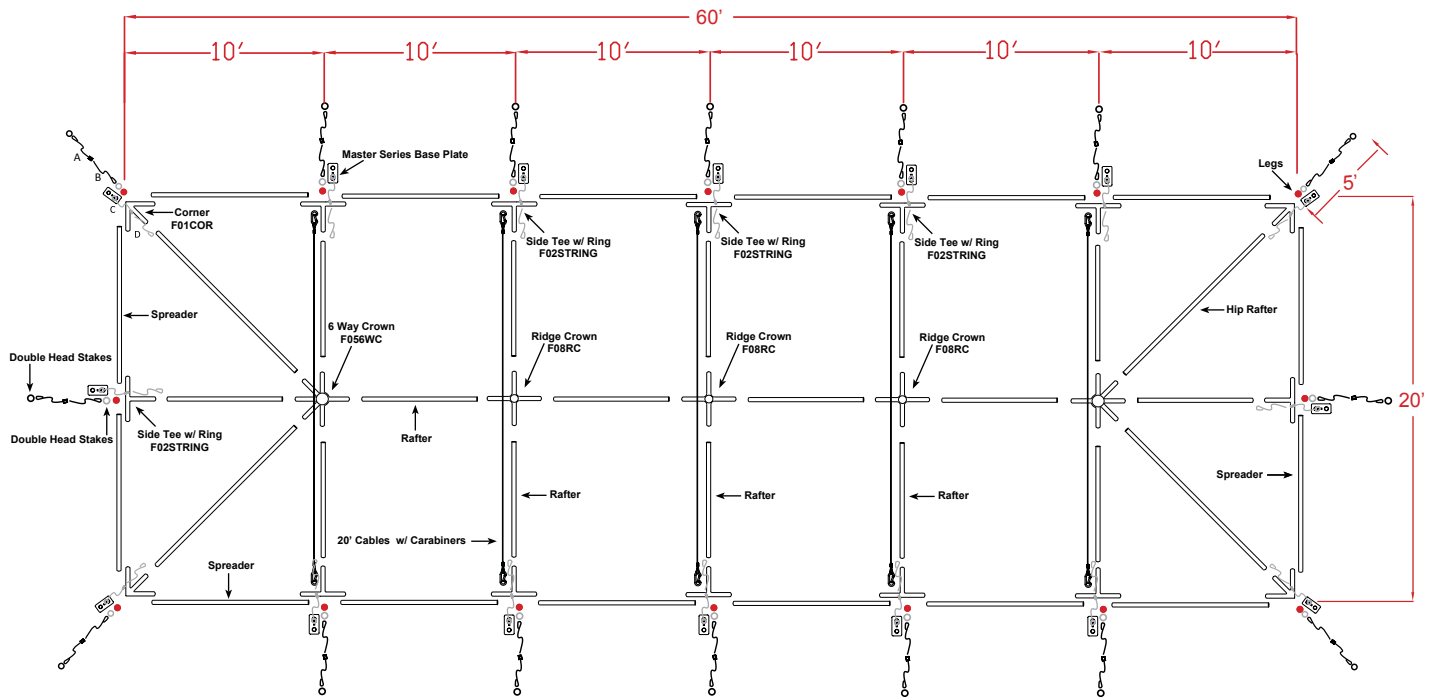 60'
10'
10'
10'
10'
10'
10'
A
B
C
D
Master Series Base Plate
Legs
5'
Corner
F01COR
Side Tee w/ Ring
F02STRING
Side Tee w/ Ring
F02STRING
Side Tee w/ Ring
F02STRING
Spreader
Hip Rafter
6 Way Crown
F056WC
Ridge Crown
F08RC
Ridge Crown
F08RC
Ridge Crown
F08RC
Double Head Stakes
20'
Double Head Stakes
Side Tee w/ Ring
F02STRING
Rafter
Spreader
Rafter
Rafter
Rafter
20' Cables w/ Carabiners
Spreader